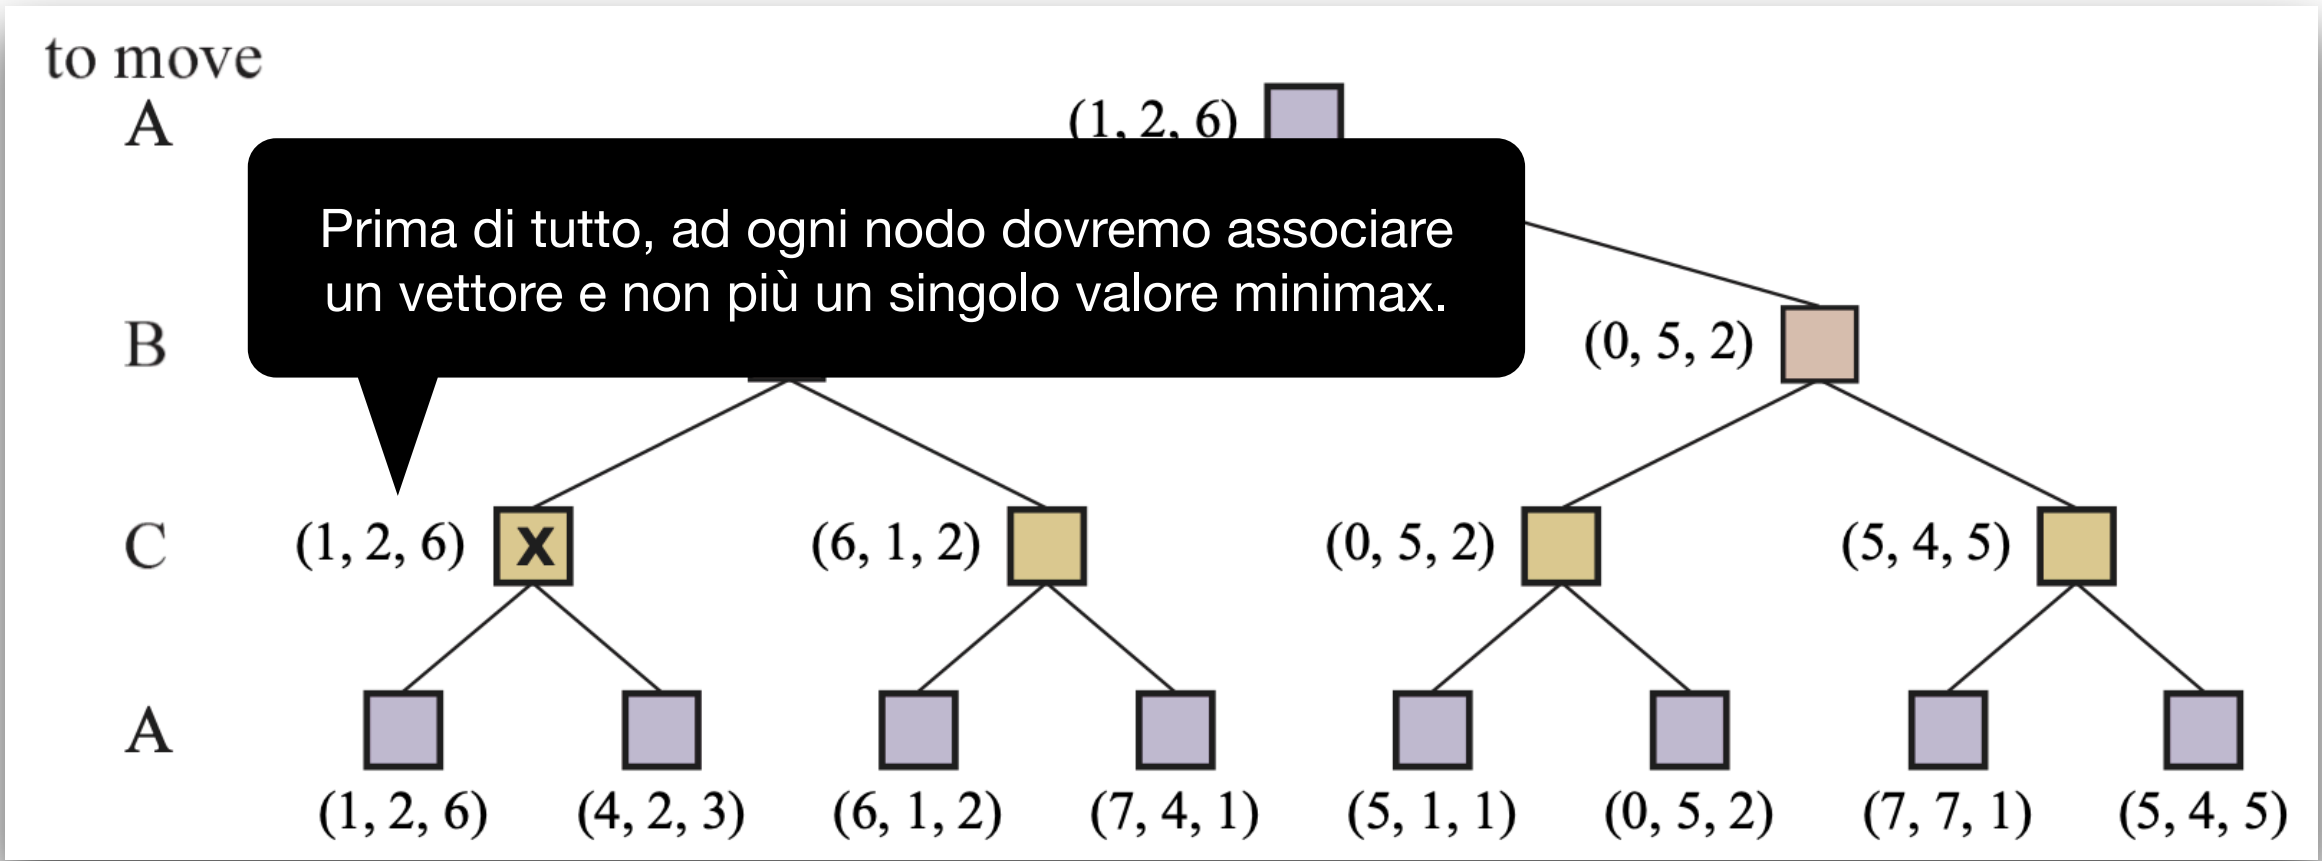 to move
A
(1, 2, 6)
Prima di tutto, ad ogni nodo dovremo associare
un vettore e non più un singolo valore minimax.
B
(0, 5, 2)
C
(1, 2, 6) X (6, 1, 2) (0, 5, 2) (5, 4, 5)
A
(1, 2, 6) (4, 2, 3) (6, 1, 2) (7, 4, 1) (5, 1, 1) (0, 5, 2) (7, 7, 1) (5, 4, 5)